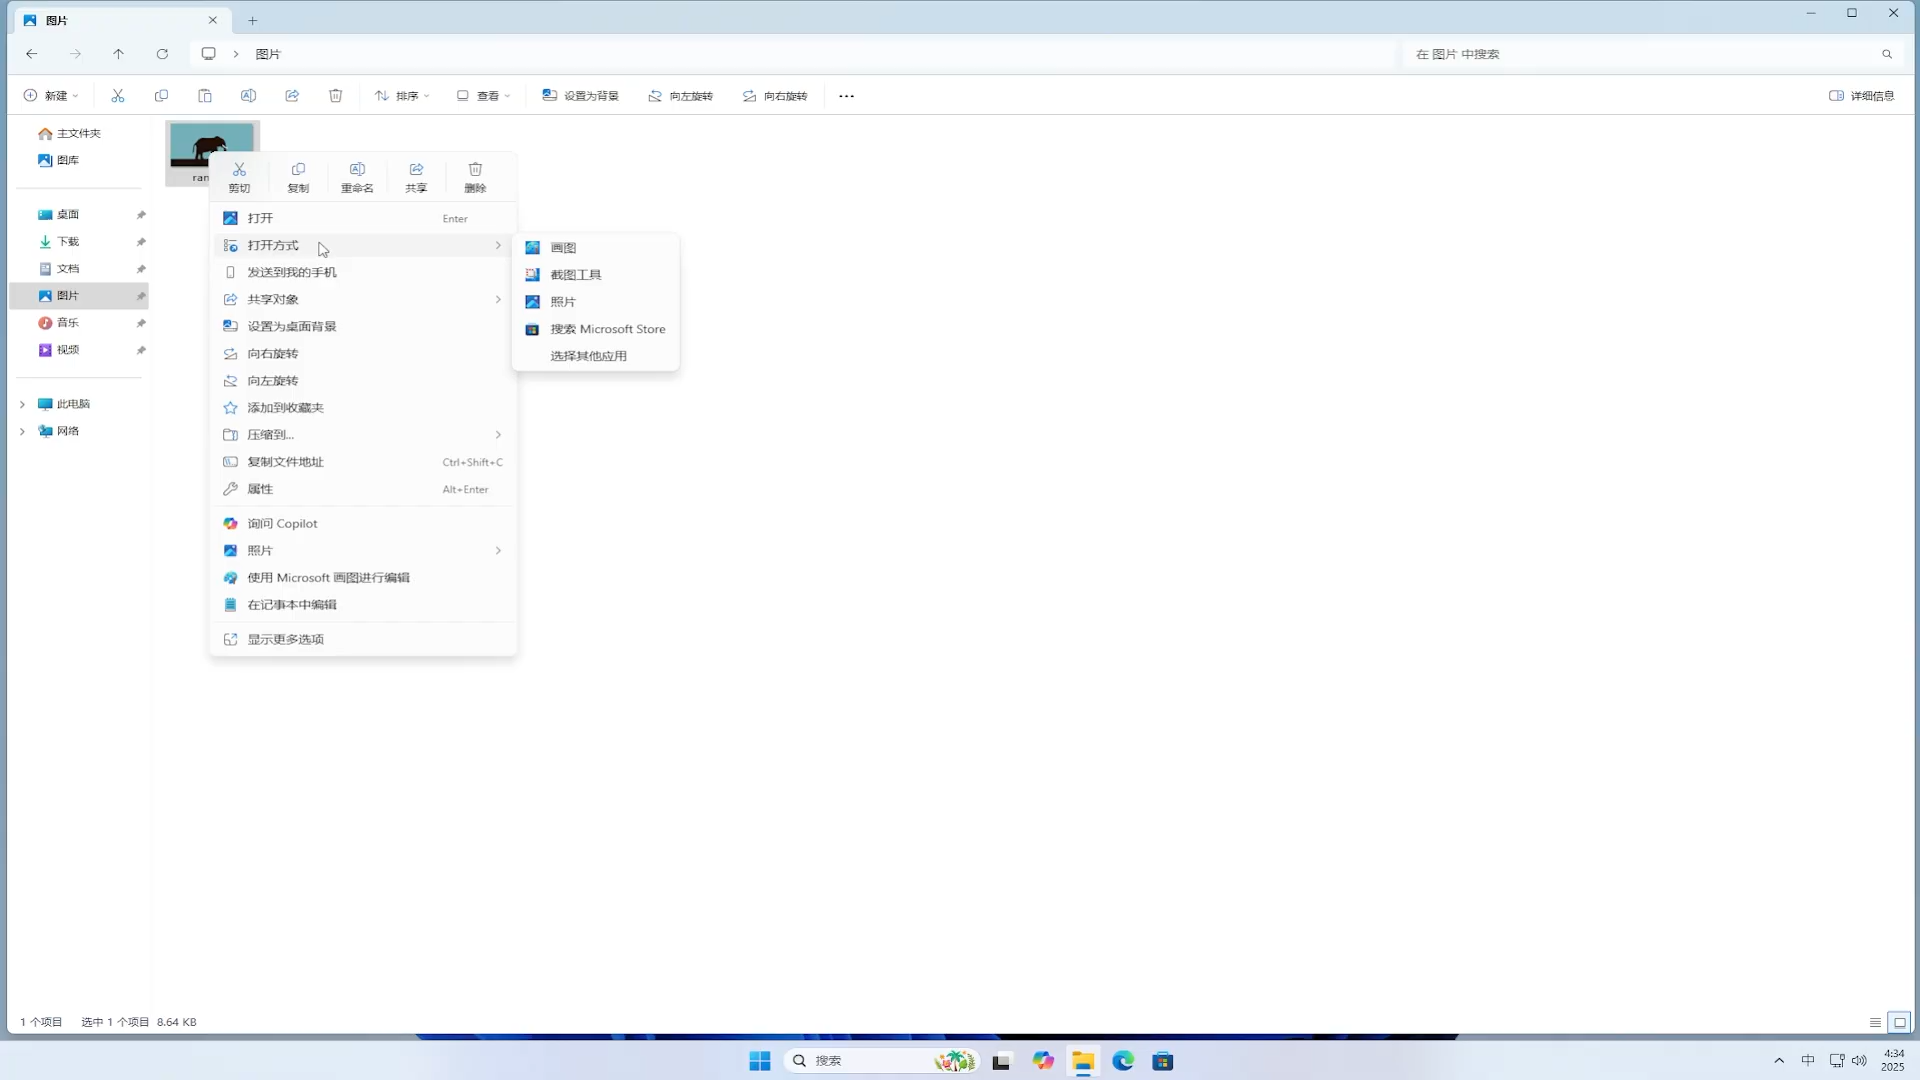 图片
图片
在 图片 中搜索
新建
排序
查看
设置为背景
向左旋转
向右旋转
详细信息
主文件夹
图库
桌面
下载
文档
图片
音乐
视频
此电脑
网络
剪切
复制
重命名
共享
删除
打开 Enter
打开方式
发送到我的手机
共享对象
设置为桌面背景
向右旋转
向左旋转
添加到收藏夹
压缩到...
复制文件地址 Ctrl+Shift+C
属性 Alt+Enter
询问 Copilot
照片
使用 Microsoft 画图进行编辑
在记事本中编辑
显示更多选项
画图
截图工具
照片
搜索 Microsoft Store
选择其他应用
1 个项目 选中 1 个项目 8.64 KB
搜索
中
4:34
2025